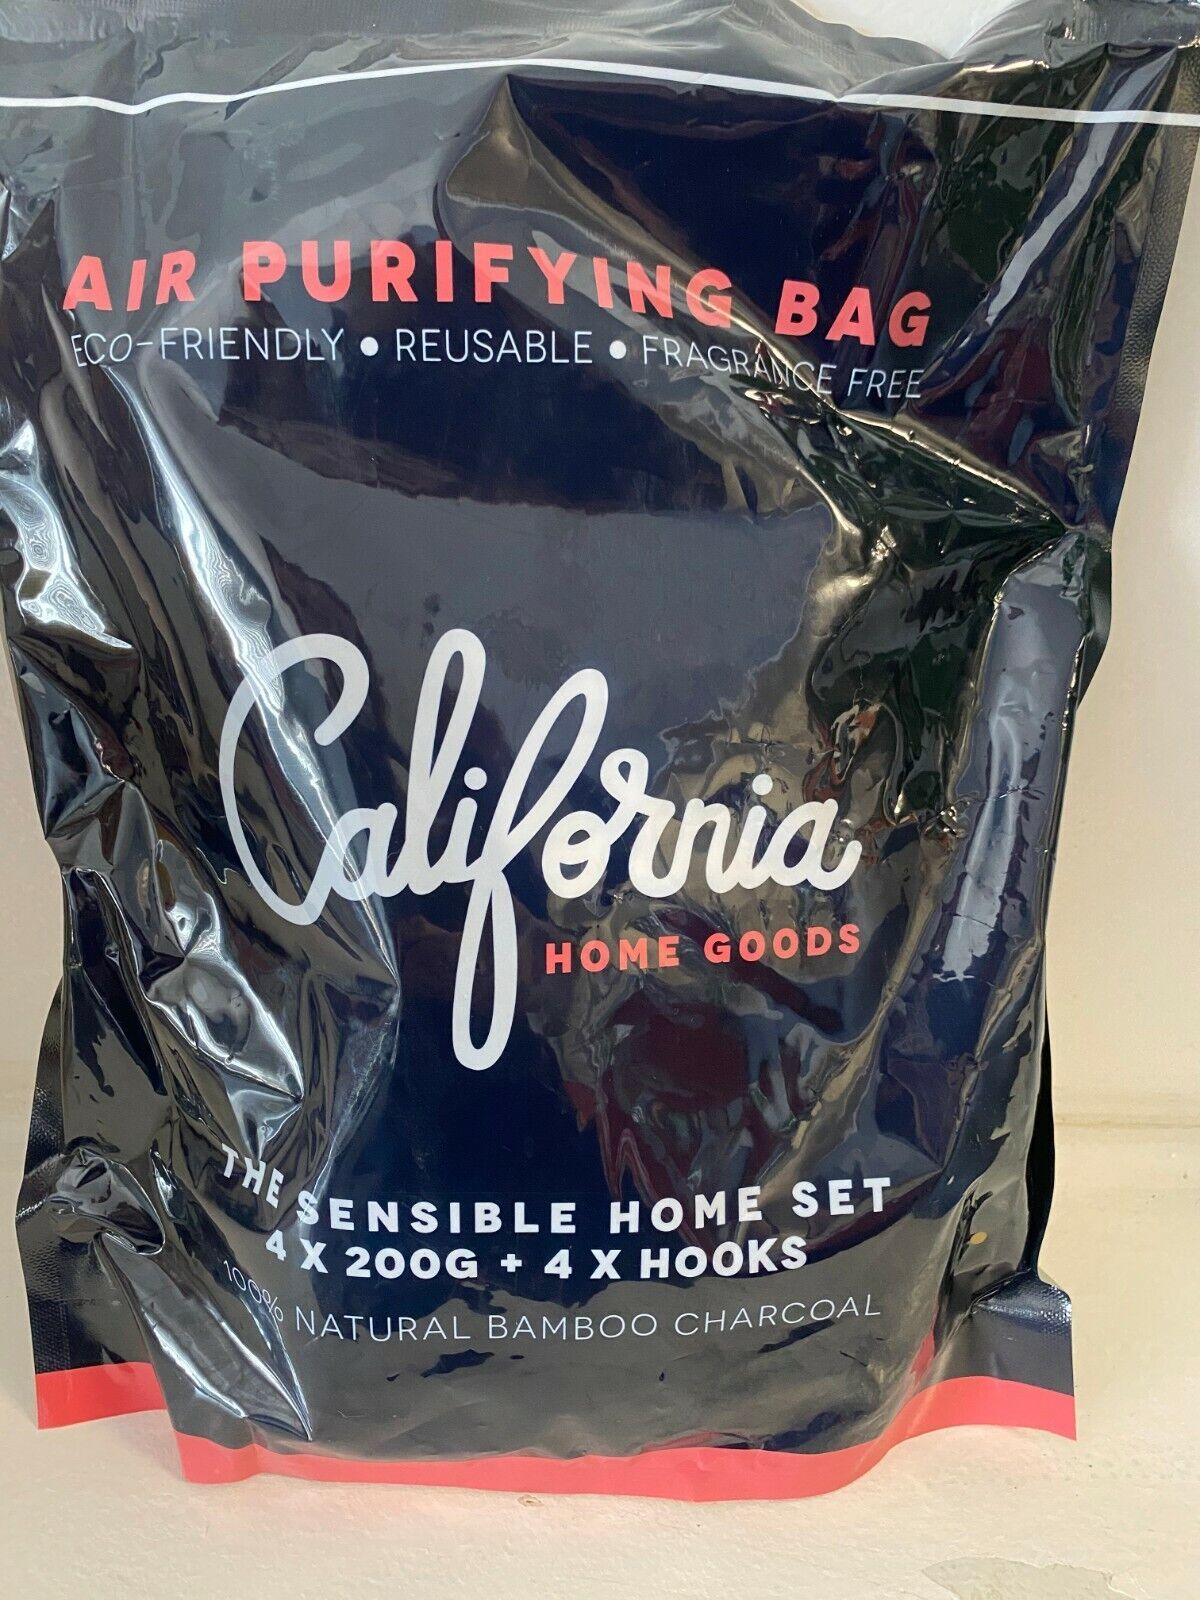 AIR PURIFYING BAG
ECO-FRIENDLY • REUSABLE • FRAGRANCE FREE
California
HOME GOODS
THE SENSIBLE HOME SET
4 X 200G + 4 X HOOKS
100% NATURAL BAMBOO CHARCOAL